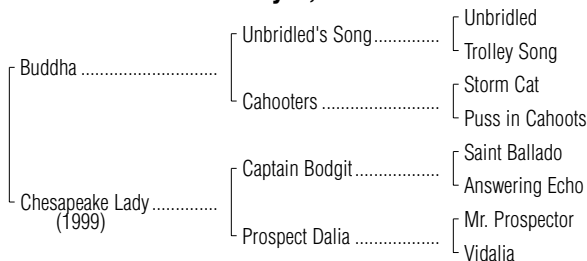 Unbridled
Unbridled's Song
Trolley Song
Buddha
Storm Cat
Cahooters
Puss in Cahoots
Saint Ballado
Captain Bodgit
Answering Echo
Chesapeake Lady
(1999)
Mr. Prospector
Prospect Dalia
Vidalia